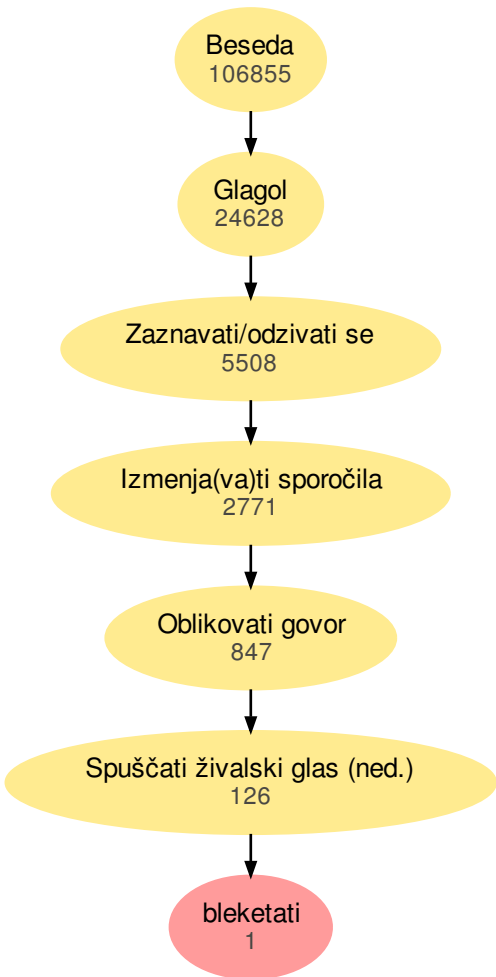 Beseda
106855
Glagol
24628
Zaznavati/odzivati se
5508
Izmenja(va)ti sporočila
2771
Oblikovati govor
847
Spuščati živalski glas (ned.)
126
bleketati
1